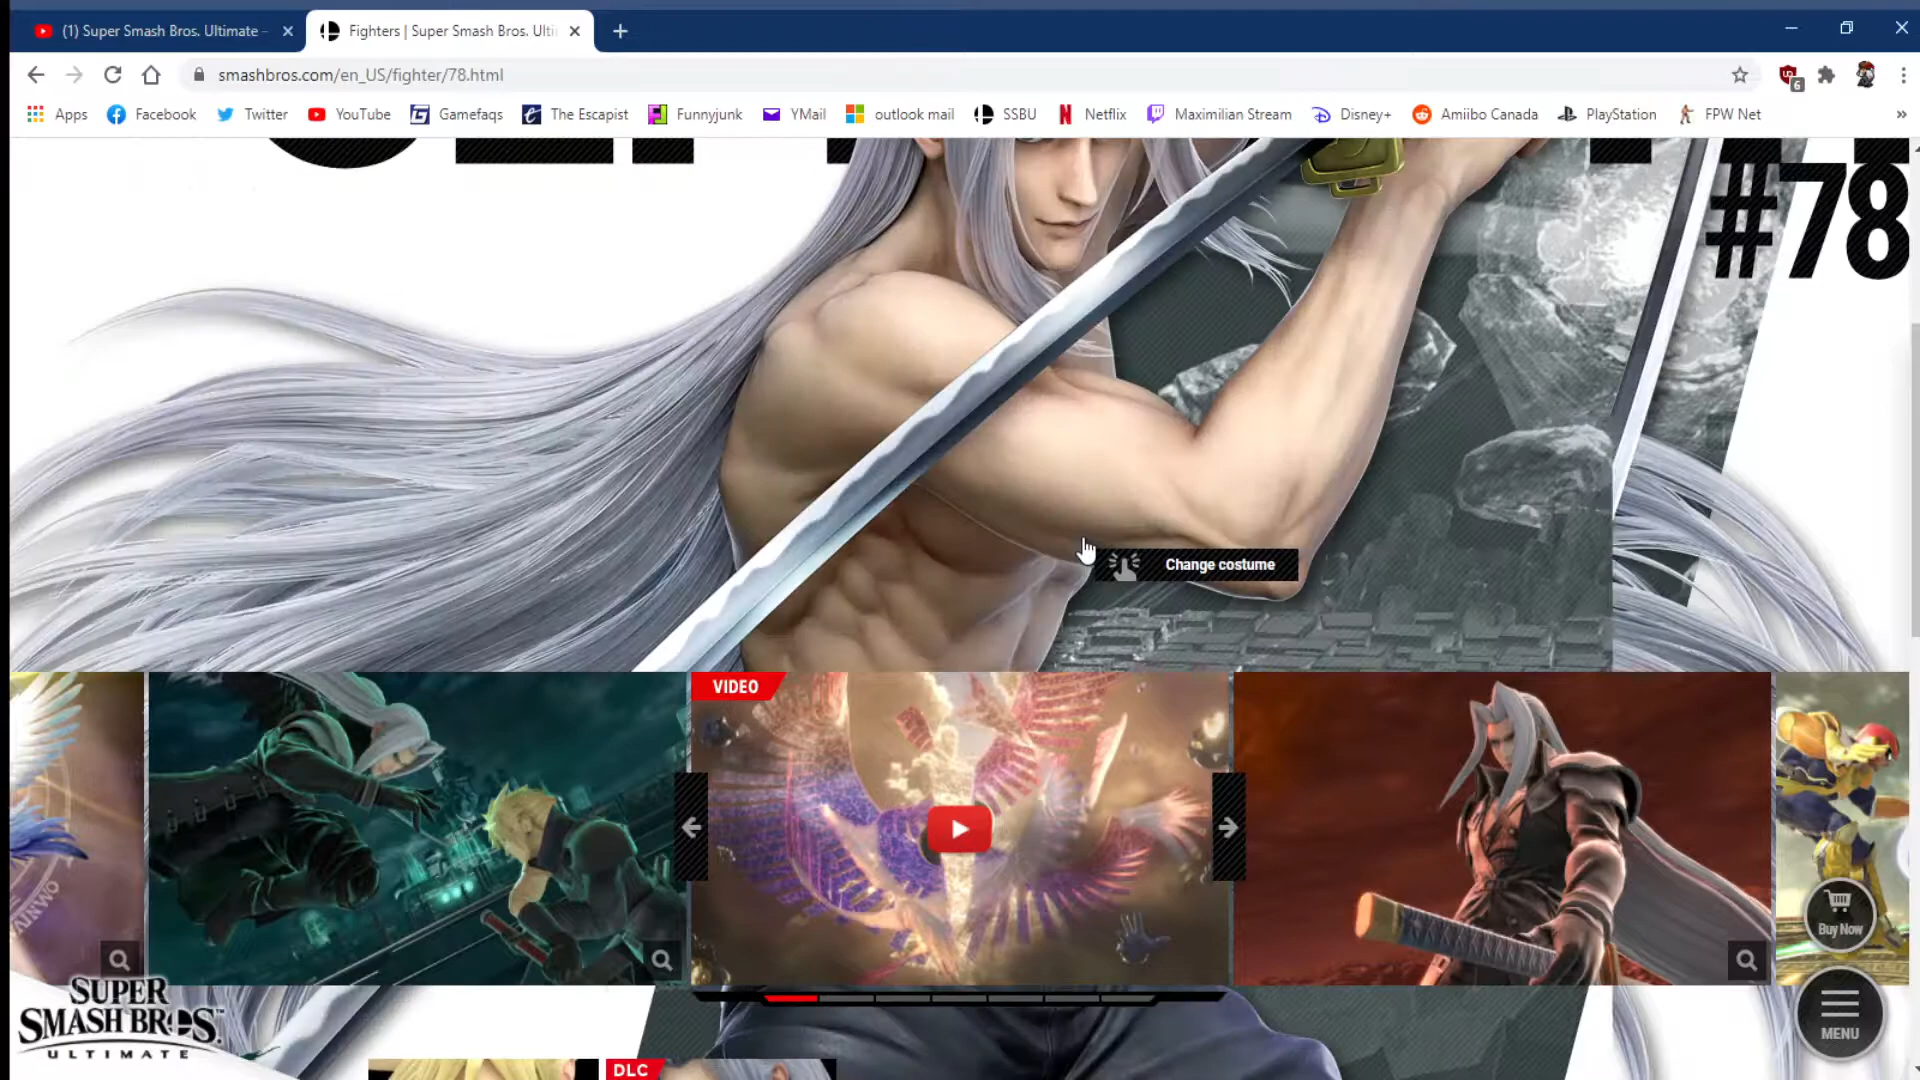 (1) Super Smash Bros. Ultimate -
Fighters | Super Smash Bros. Ulti
smashbros.com/en_US/fighter/78.html
6
Apps
Facebook
Twitter
YouTube
Gamefaqs
The Escapist
Funnyjunk
YMail
outlook mail
SSBU
Netflix
Maximilian Stream
Disney+
Amiibo Canada
PlayStation
FPW Net
#78
Change costume
VIDEO
Buy Now
SUPER
SMASH BROS.
ULTIMATE
MENU
DLC